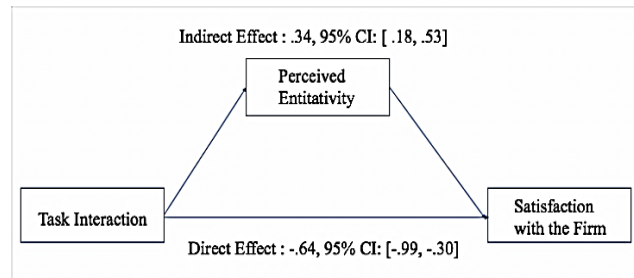 Indirect Effect : .34, 95% CI: [ .18, .53]
Perceived
Entitativity
Task Interaction
Satisfaction
with the Firm
Direct Effect : -.64, 95% CI: [-.99, -.30]